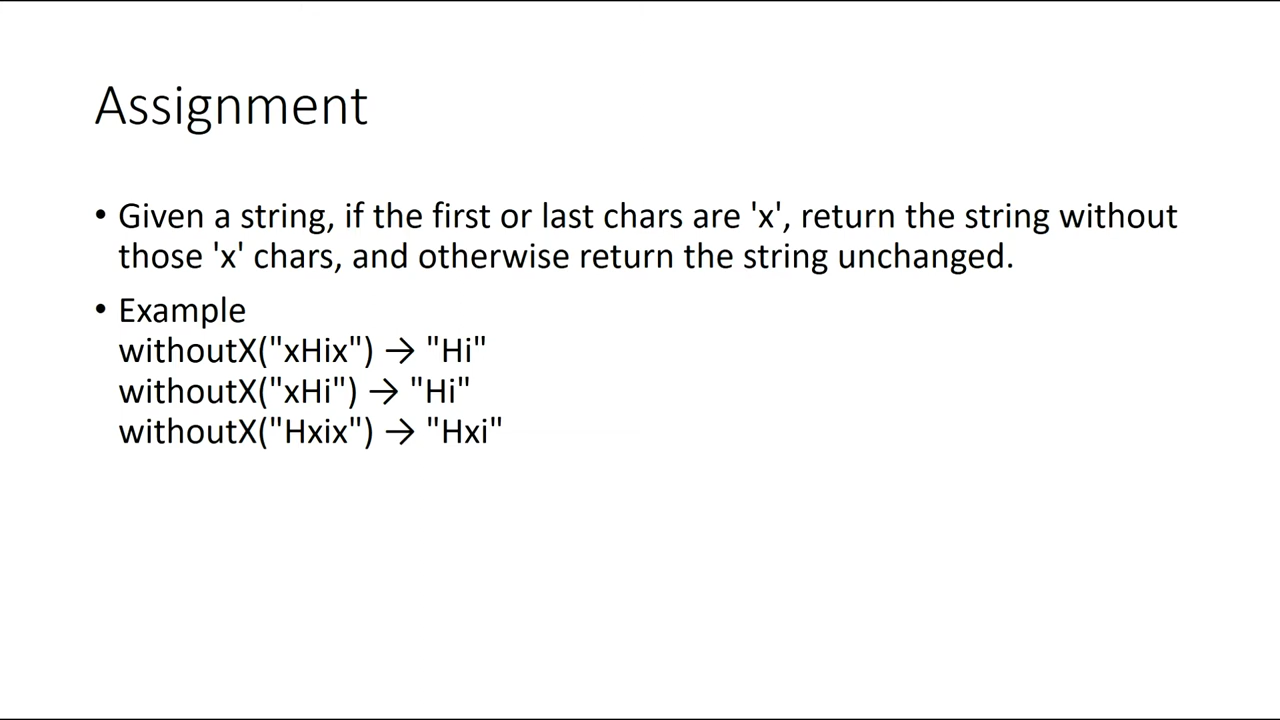 Assignment
• Given a string, if the first or last chars are 'x', return the string without
those 'x' chars, and otherwise return the string unchanged.
• Example
withoutX("xHix") → "Hi"
withoutX("xHi") → "Hi"
withoutX("Hxix") → "Hxi"